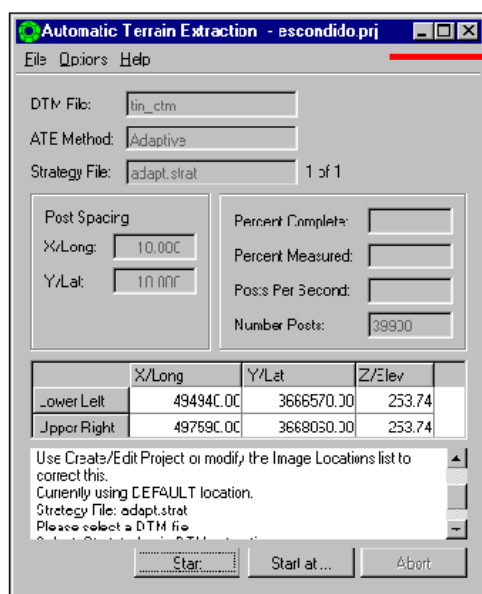 Automatic Terrain Extraction - escondido.prj
File Options Help
DTM File: tin_dtm
ATE Method: Adaptive
Strategy File: adapt.strat 1 of 1
Post Spacing
X/Long: 10.000
Y/Lat: 10.000
Percent Complete:
Percent Measured:
Posts Per Second:
Number Posts: 39900
X/Long Y/Lat Z/Elev
Lower Left 494940.00 3666570.00 253.74
Upper Right 497590.00 3668060.00 253.74
Use Create/Edit Project or modify the Image Locations list to
correct this.
Currently using DEFAULT location.
Strategy File: adapt.strat
Please select a DTM file
Start Start at ... Abort